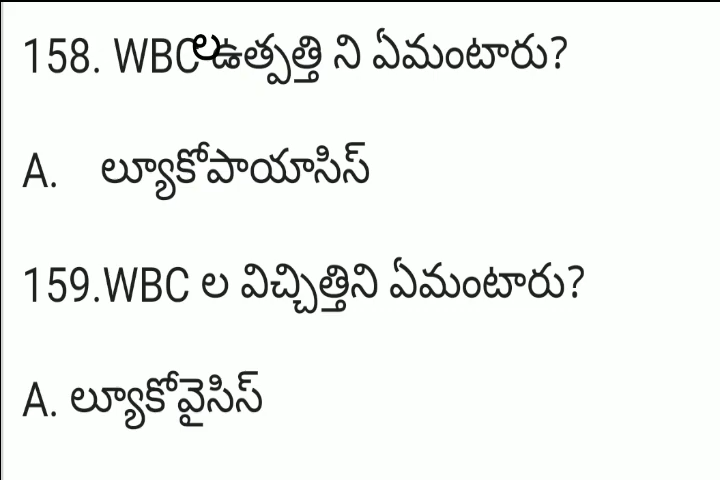 158. WBCల ఉత్పత్తి ని ఏమంటారు?
A. ల్యూకోపాయాసిస్
159.WBC ల విచ్చిత్తిని ఏమంటారు?
A. ల్యూకోవైసిస్